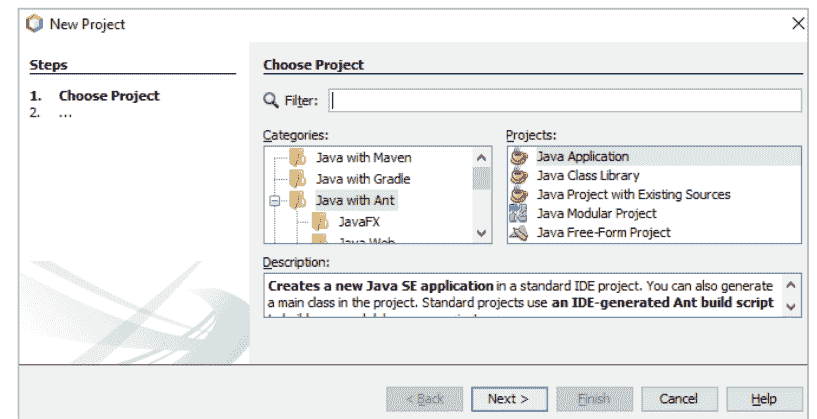 New Project
Steps
1. Choose Project
2. ...
Choose Project
Filter:
Categories:
Java with Maven
Java with Gradle
Java with Ant
JavaFX
Java Web
Projects:
Java Application
Java Class Library
Java Project with Existing Sources
Java Modular Project
Java Free-Form Project
Description:
Creates a new Java SE application in a standard IDE project. You can also generate
a main class in the project. Standard projects use an IDE-generated Ant build script
< Back
Next >
Finish
Cancel
Help